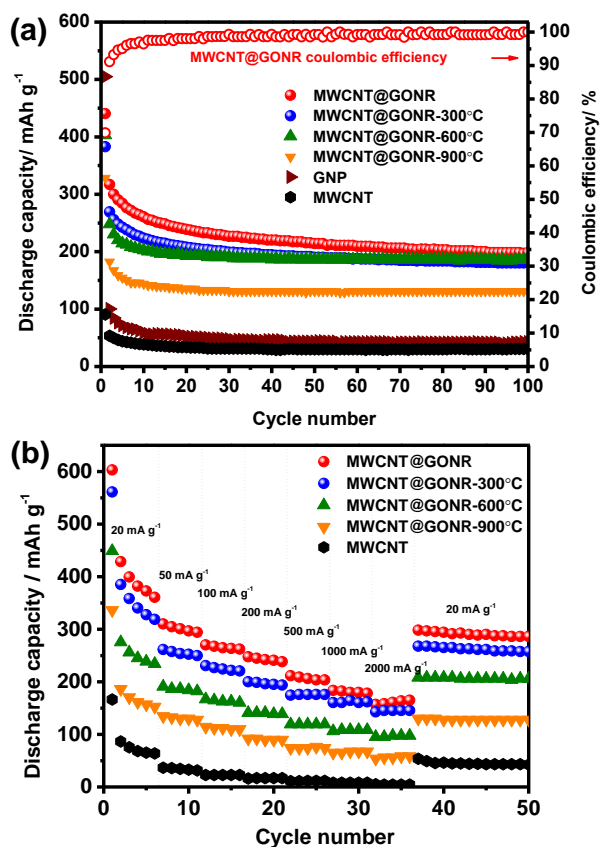 (a)
600
500
400
300
200
100
0
Discharge capacity/ mAh g⁻¹
0 10 20 30 40 50 60 70 80 90 100
Cycle number
100
90
80
70
60
50
40
30
20
10
0
Coulombic efficiency/ %
MWCNT@GONR coulombic efficiency
MWCNT@GONR
MWCNT@GONR-300°C
MWCNT@GONR-600°C
MWCNT@GONR-900°C
GNP
MWCNT
(b)
600
500
400
300
200
100
0
Discharge capacity / mAh g⁻¹
0 10 20 30 40 50
Cycle number
MWCNT@GONR
MWCNT@GONR-300°C
MWCNT@GONR-600°C
MWCNT@GONR-900°C
MWCNT
20 mA g⁻¹
50 mA g⁻¹
100 mA g⁻¹
200 mA g⁻¹
500 mA g⁻¹
1000 mA g⁻¹
2000 mA g⁻¹
20 mA g⁻¹